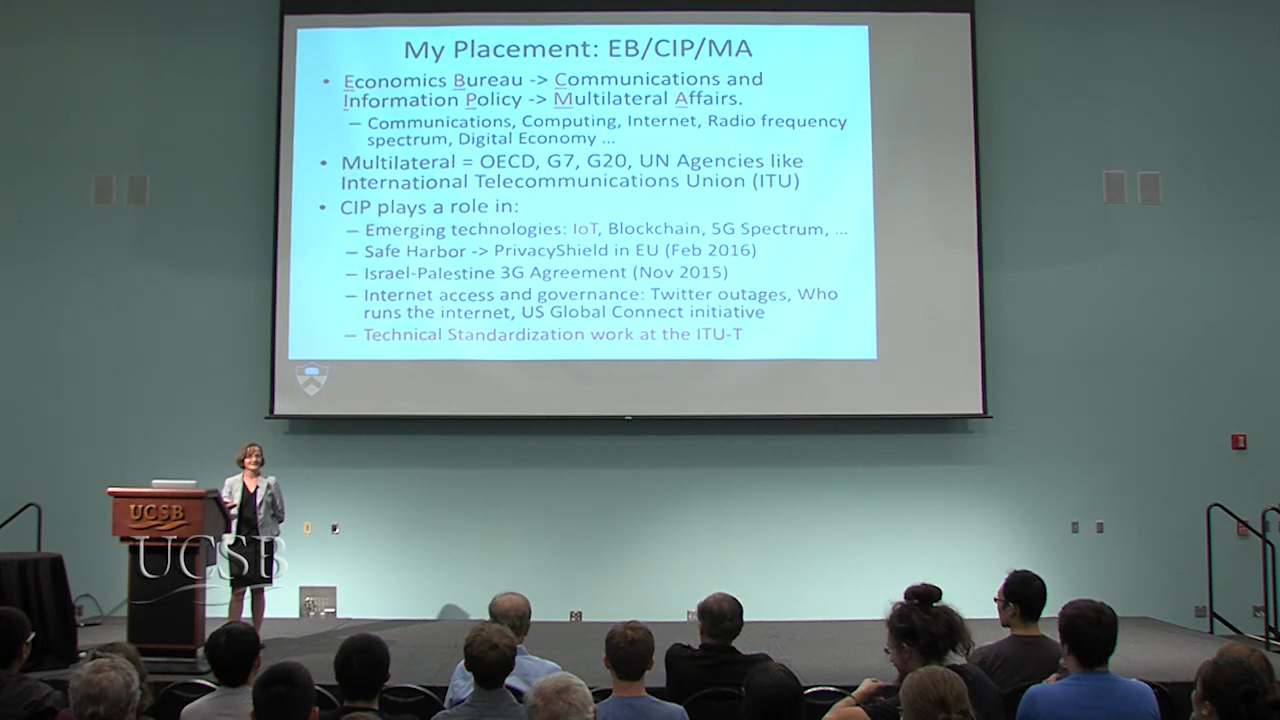 My Placement: EB/CIP/MA
• Economics Bureau -> Communications and
Information Policy -> Multilateral Affairs.
– Communications, Computing, Internet, Radio frequency
spectrum, Digital Economy ...
• Multilateral = OECD, G7, G20, UN Agencies like
International Telecommunications Union (ITU)
• CIP plays a role in:
– Emerging technologies: IoT, Blockchain, 5G Spectrum, ...
– Safe Harbor -> PrivacyShield in EU (Feb 2016)
– Israel-Palestine 3G Agreement (Nov 2015)
– Internet access and governance: Twitter outages, Who
runs the internet, US Global Connect initiative
– Technical Standardization work at the ITU-T
UCSB
UCSB